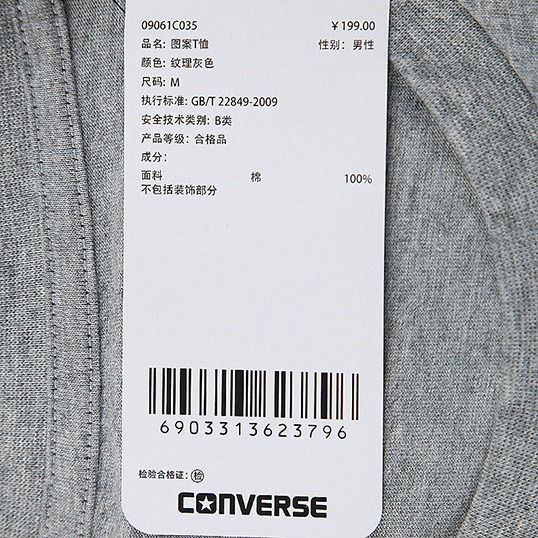 09061C035 ¥199.00
品名: 图案T恤 性别: 男性
颜色: 纹理灰色
尺码: M
执行标准: GB/T 22849-2009
安全技术类别: B类
产品等级: 合格品
成分:
面料 棉 100%
不包括装饰部分
6903313623796
检验合格证: 检
CONVERSE